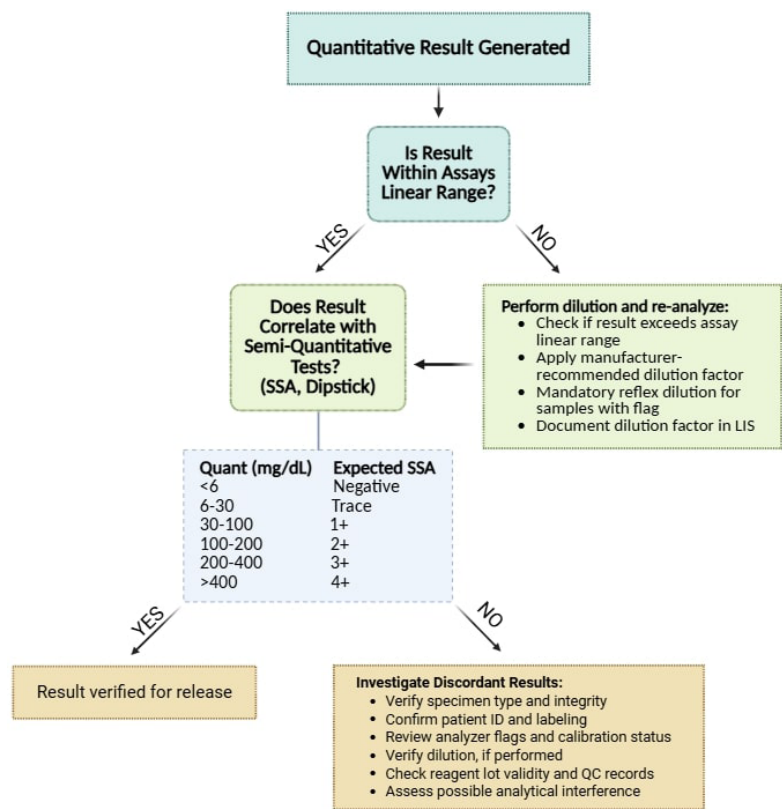 Quantitative Result Generated
Is Result
Within Assays
Linear Range?
YES
NO
Does Result
Correlate with
Semi-Quantitative
Tests?
(SSA, Dipstick)
Perform dilution and re-analyze:
• Check if result exceeds assay
linear range
• Apply manufacturer-
recommended dilution factor
• Mandatory reflex dilution for
samples with flag
• Document dilution factor in LIS
Quant (mg/dL) Expected SSA
<6 Negative
6-30 Trace
30-100 1+
100-200 2+
200-400 3+
>400 4+
YES
NO
Result verified for release
Investigate Discordant Results:
• Verify specimen type and integrity
• Confirm patient ID and labeling
• Review analyzer flags and calibration status
• Verify dilution, if performed
• Check reagent lot validity and QC records
• Assess possible analytical interference